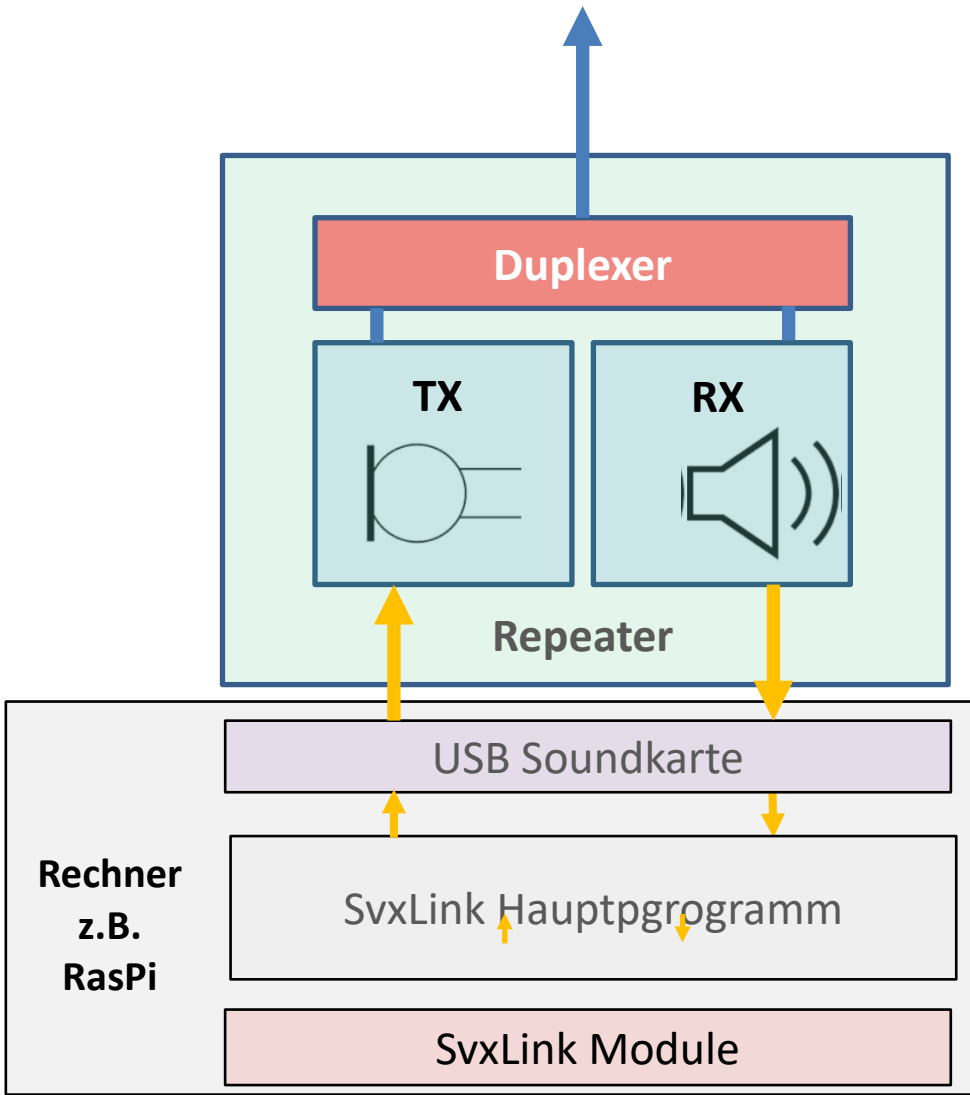 Duplexer
TX
RX
Repeater
USB Soundkarte
Rechner
z.B.
RasPi
SvxLink Hauptpgrogramm
SvxLink Module